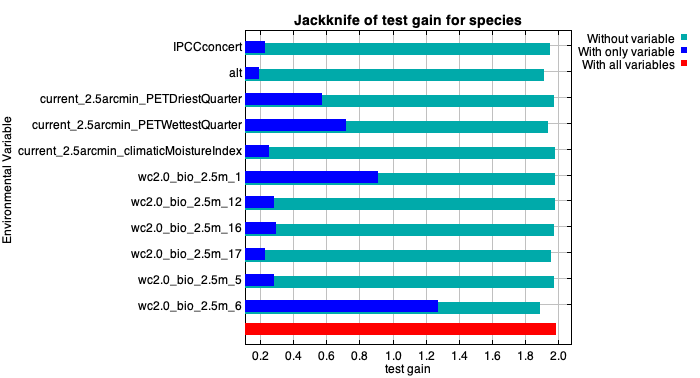 Jackknife of test gain for species
Without variable
With only variable
With all variables
Environmental Variable
IPCCconcert
alt
current_2.5arcmin_PETDriestQuarter
current_2.5arcmin_PETWettestQuarter
current_2.5arcmin_climaticMoistureIndex
wc2.0_bio_2.5m_1
wc2.0_bio_2.5m_12
wc2.0_bio_2.5m_16
wc2.0_bio_2.5m_17
wc2.0_bio_2.5m_5
wc2.0_bio_2.5m_6
0.2 0.4 0.6 0.8 1.0 1.2 1.4 1.6 1.8 2.0
test gain